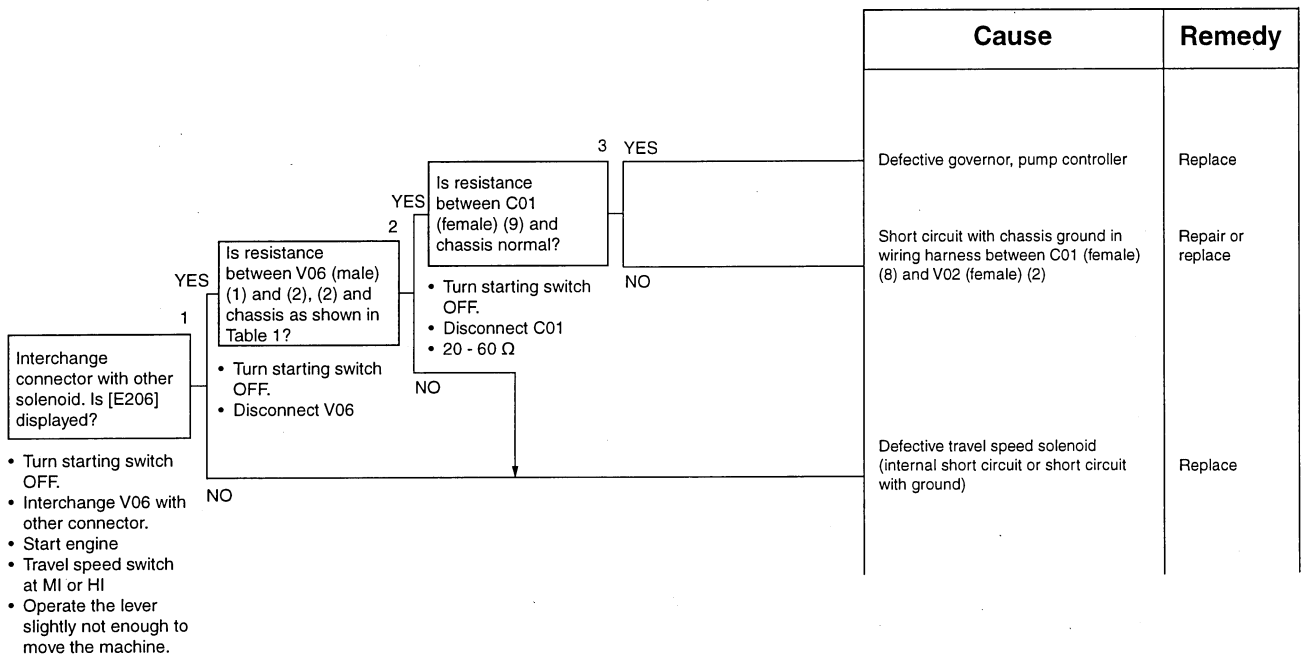 Cause
Remedy
3 YES
Is resistance
between C01
(female) (9) and
chassis normal?
Defective governor, pump controller
Replace
YES
2
Is resistance
between V06 (male)
(1) and (2), (2) and
chassis as shown in
Table 1?
Short circuit with chassis ground in
wiring harness between C01 (female)
(8) and V02 (female) (2)
Repair or
replace
NO
• Turn starting switch
OFF.
• Disconnect C01
• 20 - 60 Ω
YES
1
Interchange
connector with other
solenoid. Is [E206]
displayed?
• Turn starting switch
OFF.
• Disconnect V06
NO
Defective travel speed solenoid
(internal short circuit or short circuit
with ground)
Replace
NO
• Turn starting switch
OFF.
• Interchange V06 with
other connector.
• Start engine
• Travel speed switch
at MI or HI
• Operate the lever
slightly not enough to
move the machine.